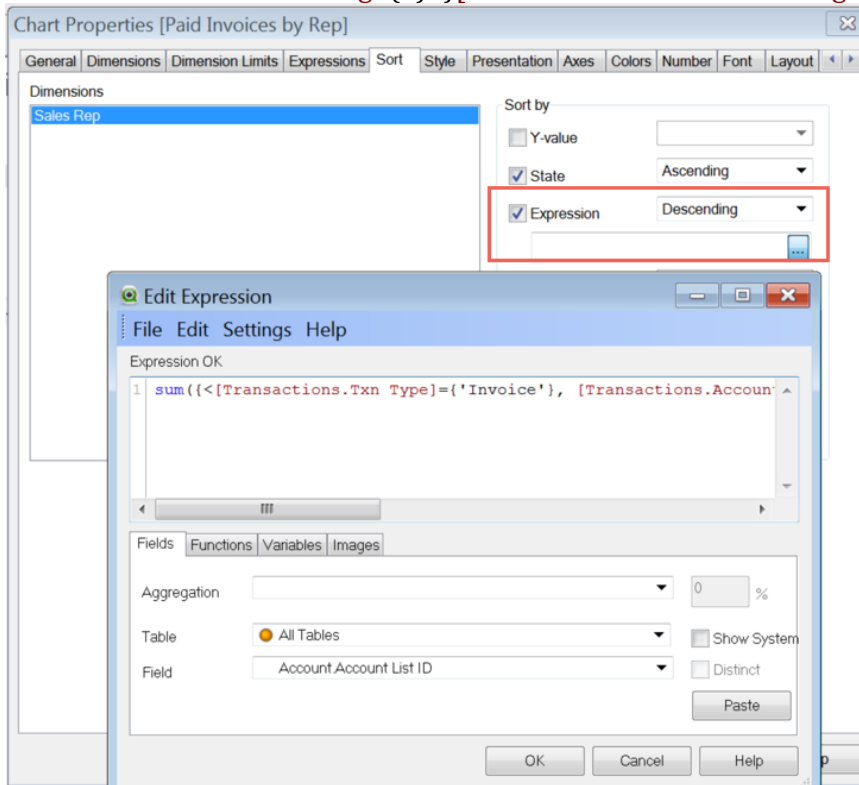 Chart Properties [Paid Invoices by Rep]
General Dimensions Dimension Limits Expressions Sort Style Presentation Axes Colors Number Font Layout
Dimensions
Sales Rep
Sort by
Y-value
State Ascending
Expression Descending
...
Edit Expression
File Edit Settings Help
Expression OK
1 sum({<[Transactions.Txn Type]={'Invoice'}, [Transactions.Accoun
Fields Functions Variables Images
Aggregation 0 %
Table All Tables Show System
Field Account.Account List ID Distinct
Paste
OK Cancel Help
p